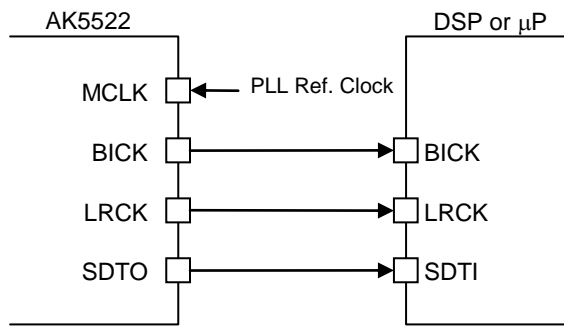 AK5522
DSP or μP
MCLK
PLL Ref. Clock
BICK
BICK
LRCK
LRCK
SDTO
SDTI